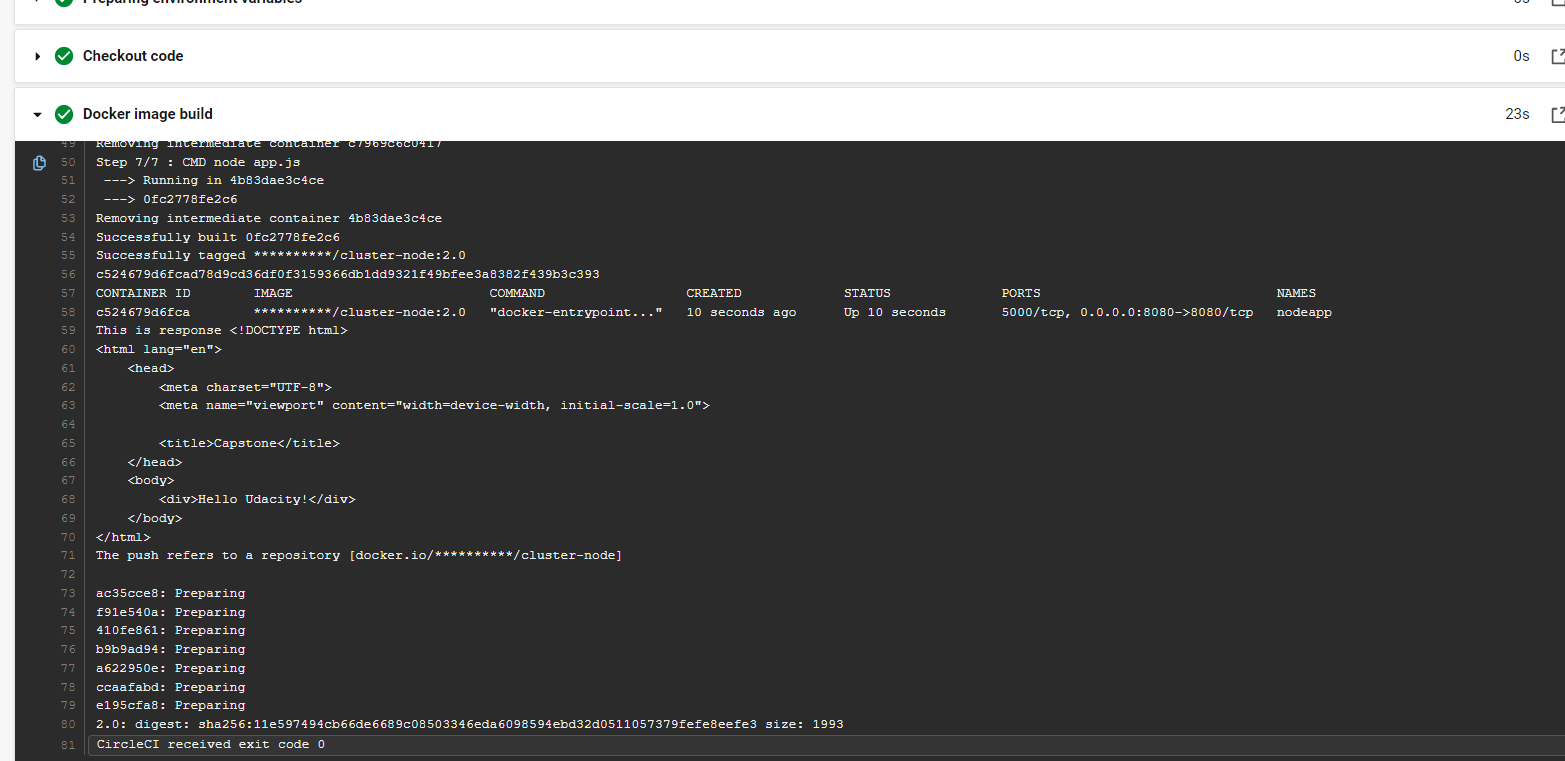 Preparing environment variables 0s
Checkout code 0s
Docker image build 23s
49 Removing intermediate container c7969c6c0417
50 Step 7/7 : CMD node app.js
51 ---> Running in 4b83dae3c4ce
52 ---> 0fc2778fe2c6
53 Removing intermediate container 4b83dae3c4ce
54 Successfully built 0fc2778fe2c6
55 Successfully tagged **********/cluster-node:2.0
56 c524679d6fcad78d9cd36df0f3159366db1dd9321f49bfee3a8382f439b3c393
57 CONTAINER ID IMAGE COMMAND CREATED STATUS PORTS NAMES
58 c524679d6fca **********/cluster-node:2.0 "docker-entrypoint..." 10 seconds ago Up 10 seconds 5000/tcp, 0.0.0.0:8080->8080/tcp nodeapp
59 This is response <!DOCTYPE html>
60 <html lang="en">
61 <head>
62 <meta charset="UTF-8">
63 <meta name="viewport" content="width=device-width, initial-scale=1.0">
64
65 <title>Capstone</title>
66 </head>
67 <body>
68 <div>Hello Udacity!</div>
69 </body>
70 </html>
71 The push refers to a repository [docker.io/**********/cluster-node]
72
73 ac35cce8: Preparing
74 f91e540a: Preparing
75 410fe861: Preparing
76 b9b9ad94: Preparing
77 a622950e: Preparing
78 ccaafabd: Preparing
79 e195cfa8: Preparing
80 2.0: digest: sha256:11e597494cb66de6689c08503346eda6098594ebd32d0511057379fefe8eefe3 size: 1993
81 CircleCI received exit code 0